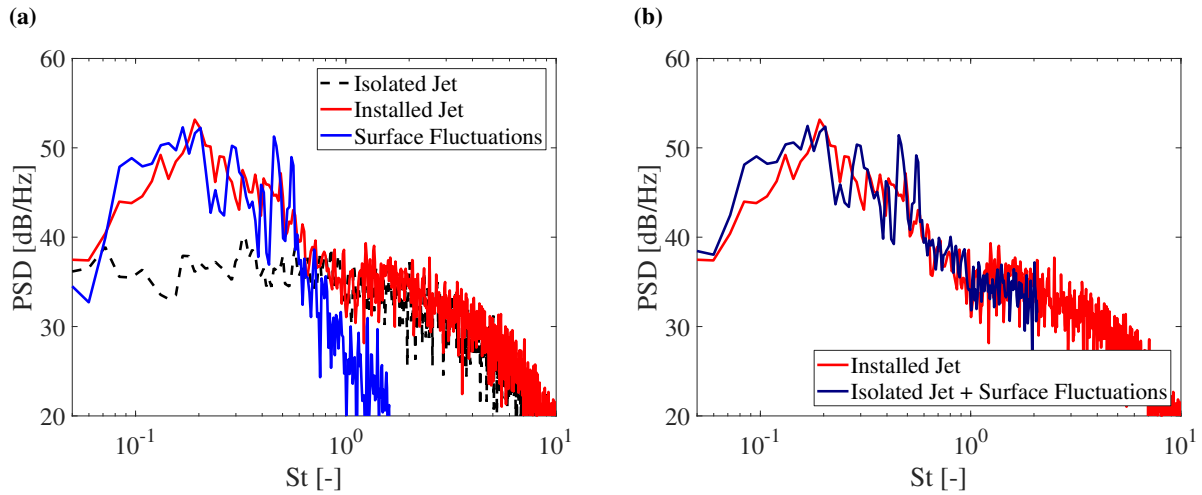 (a)
60
50
40
30
20
PSD [dB/Hz]
10^-1
10^0
10^1
St [-]
Isolated Jet
Installed Jet
Surface Fluctuations
(b)
60
50
40
30
20
PSD [dB/Hz]
10^-1
10^0
10^1
St [-]
Installed Jet
Isolated Jet + Surface Fluctuations